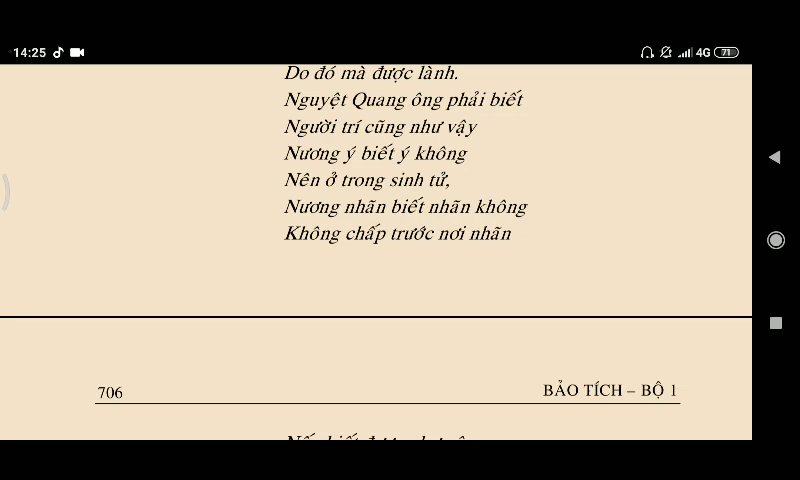 14:25
4G 71
Do đó mà được lành.
Nguyệt Quang ông phải biết
Người trí cũng như vậy
Nương ý biết ý không
Nên ở trong sinh tử,
Nương nhãn biết nhãn không
Không chấp trước nơi nhãn
706
BẢO TÍCH – BỘ 1